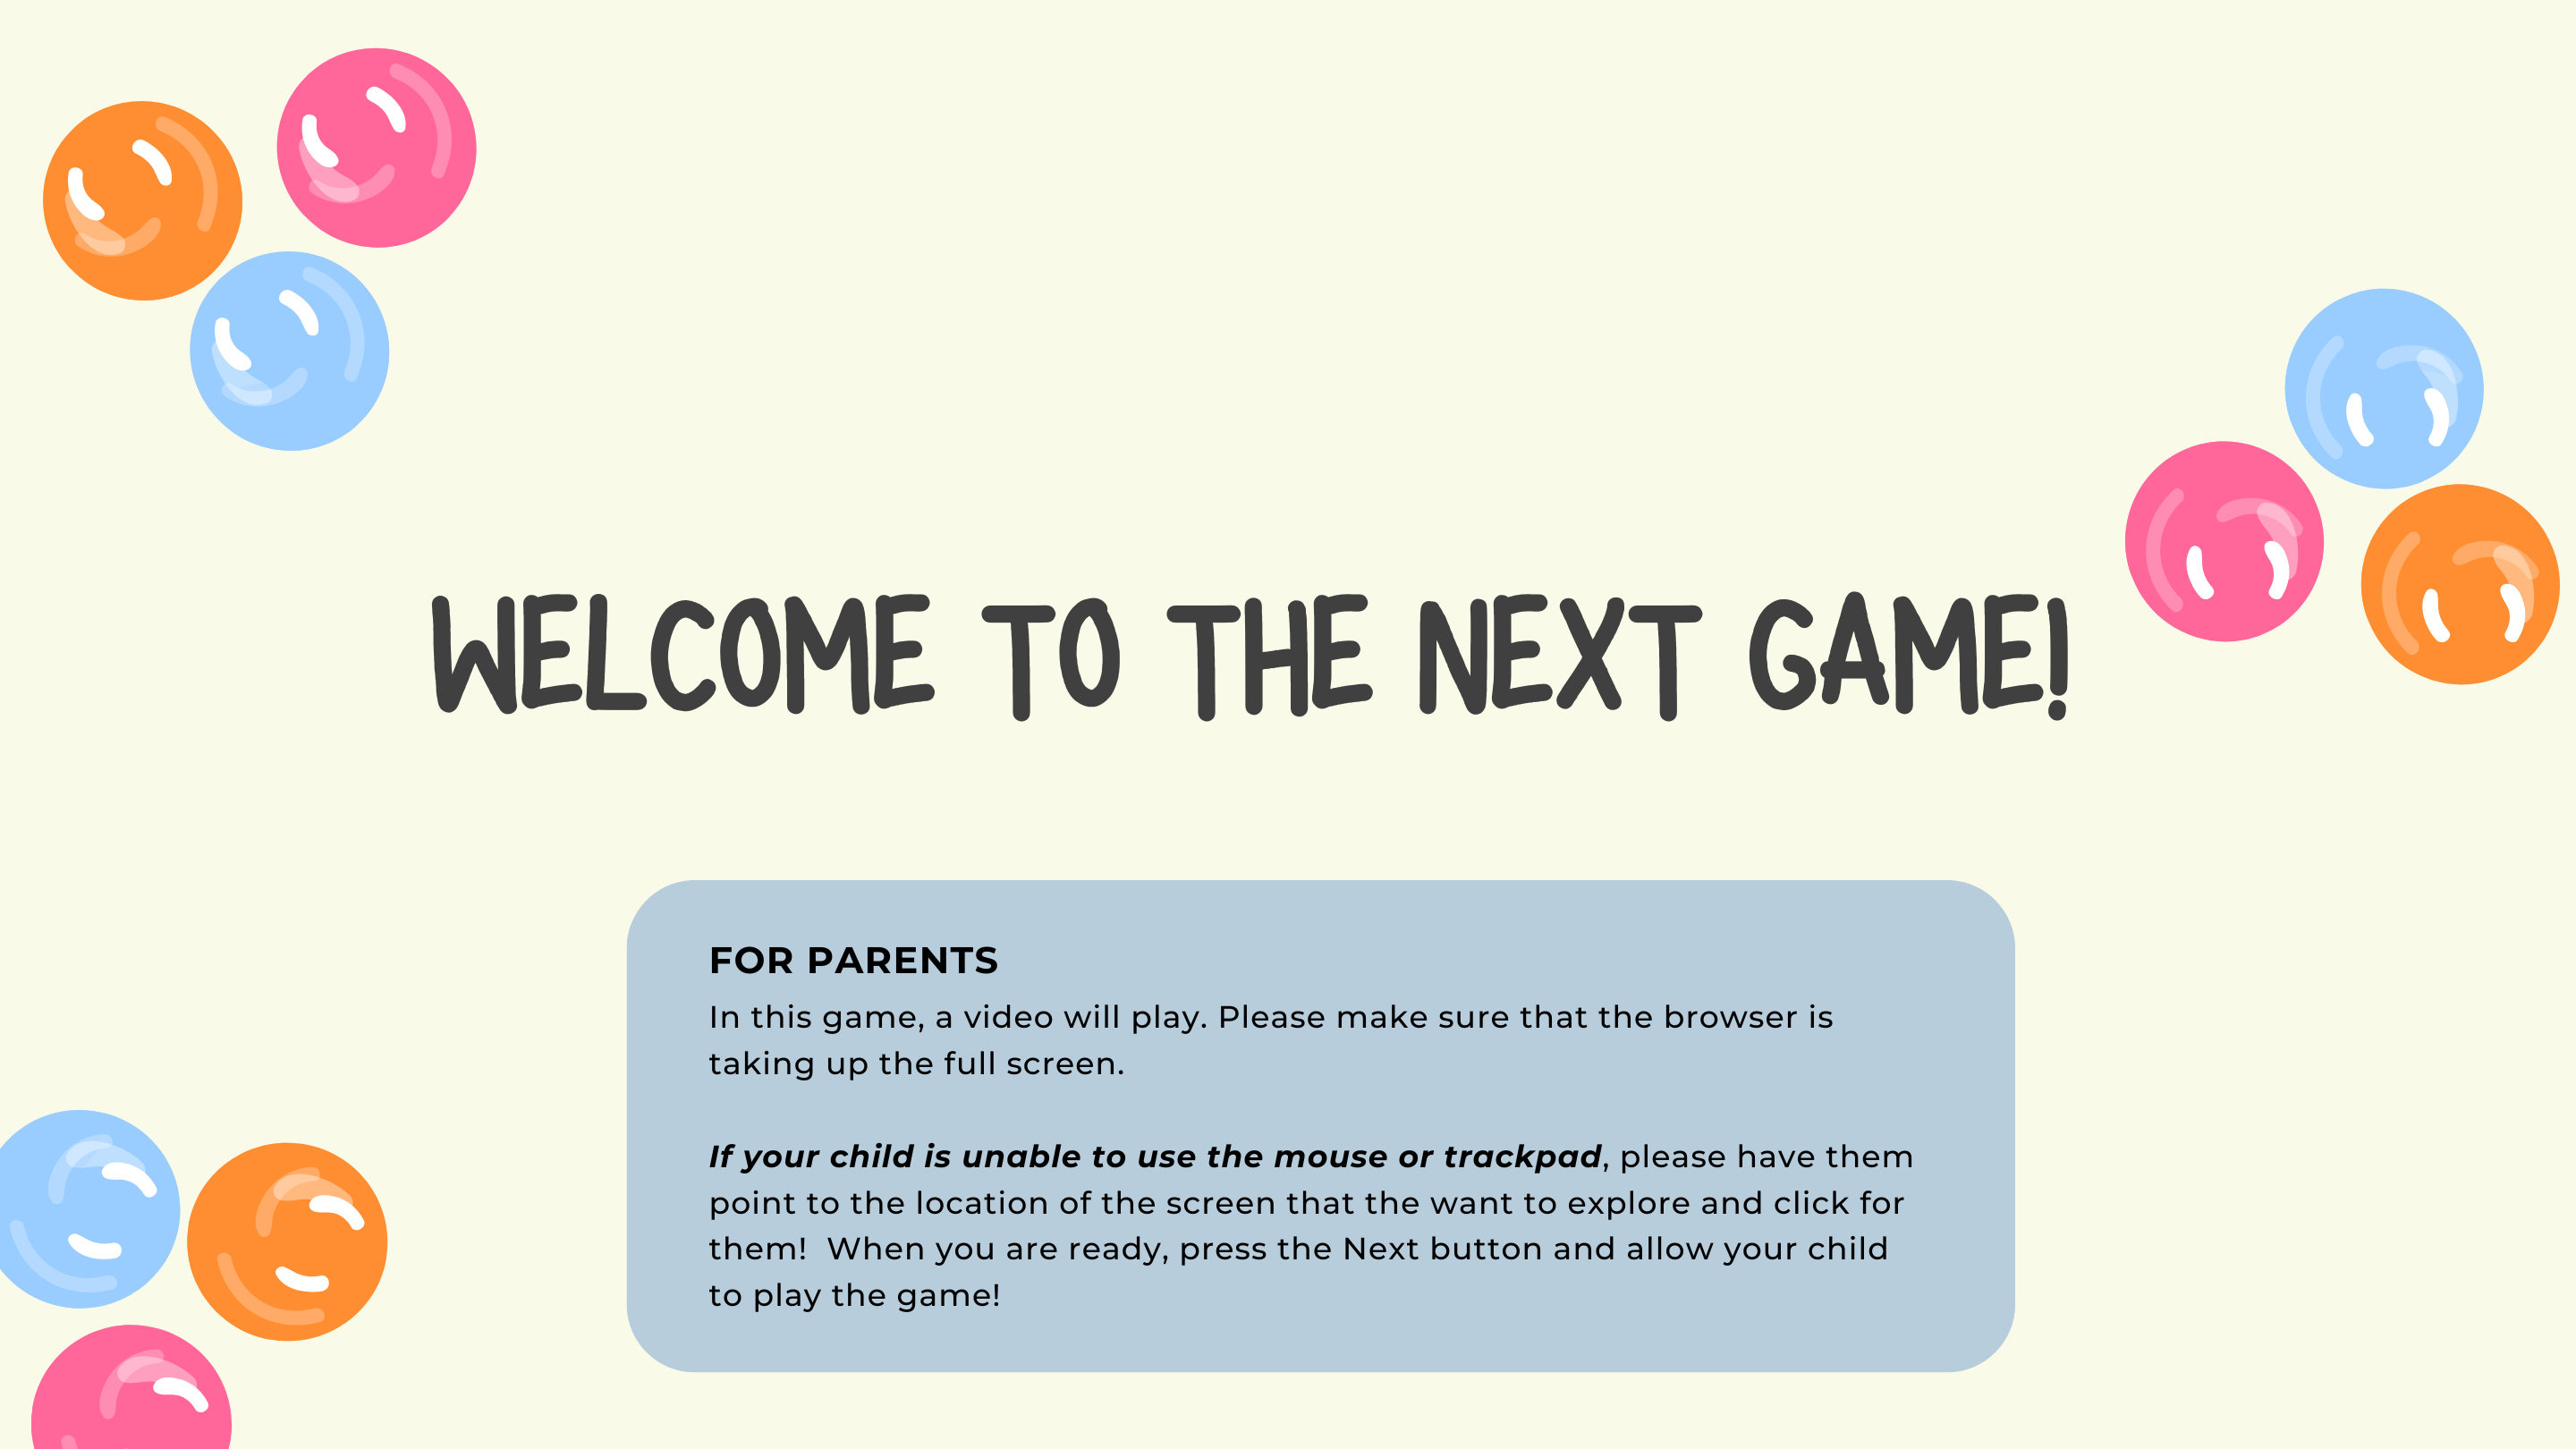 WELCOME TO THE NEXT GAME!
FOR PARENTS
In this game, a video will play. Please make sure that the browser is
taking up the full screen.
If your child is unable to use the mouse or trackpad, please have them
point to the location of the screen that the want to explore and click for
them!  When you are ready, press the Next button and allow your child
to play the game!